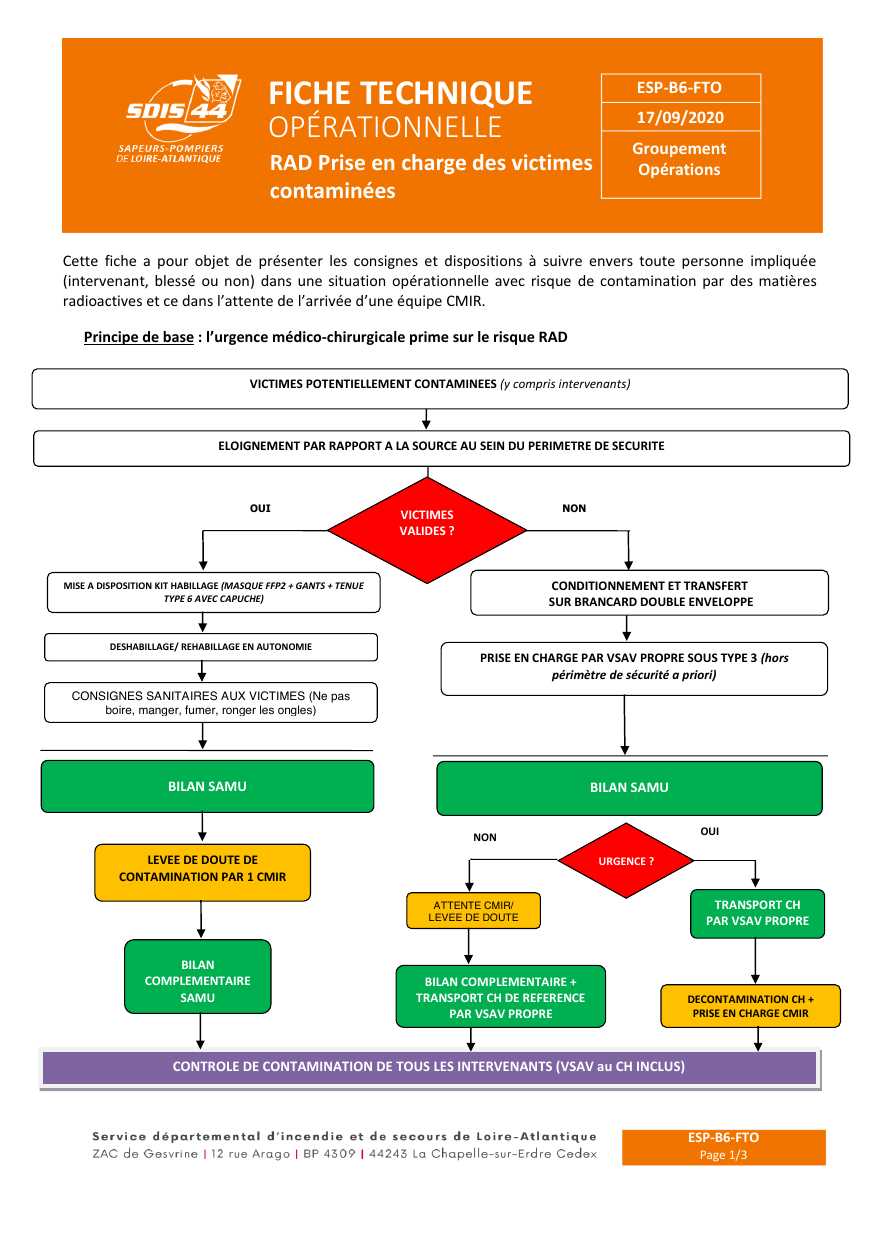 SDIS 44
SAPEURS-POMPIERS
DE LOIRE-ATLANTIQUE
FICHE TECHNIQUE
OPÉRATIONNELLE
RAD Prise en charge des victimes
contaminées
ESP-B6-FTO
17/09/2020
Groupement
Opérations
Cette fiche a pour objet de présenter les consignes et dispositions à suivre envers toute personne impliquée
(intervenant, blessé ou non) dans une situation opérationnelle avec risque de contamination par des matières
radioactives et ce dans l'attente de l'arrivée d'une équipe CMIR.
Principe de base : l'urgence médico-chirurgicale prime sur le risque RAD
VICTIMES POTENTIELLEMENT CONTAMINEES (y compris intervenants)
ELOIGNEMENT PAR RAPPORT A LA SOURCE AU SEIN DU PERIMETRE DE SECURITE
OUI
VICTIMES
VALIDES ?
NON
MISE A DISPOSITION KIT HABILLAGE (MASQUE FFP2 + GANTS + TENUE
TYPE 6 AVEC CAPUCHE)
DESHABILLAGE/ REHABILLAGE EN AUTONOMIE
CONSIGNES SANITAIRES AUX VICTIMES (Ne pas
boire, manger, fumer, ronger les ongles)
BILAN SAMU
LEVEE DE DOUTE DE
CONTAMINATION PAR 1 CMIR
BILAN
COMPLEMENTAIRE
SAMU
CONDITIONNEMENT ET TRANSFERT
SUR BRANCARD DOUBLE ENVELOPPE
PRISE EN CHARGE PAR VSAV PROPRE SOUS TYPE 3 (hors
périmètre de sécurité a priori)
BILAN SAMU
NON
URGENCE ?
OUI
ATTENTE CMIR/
LEVEE DE DOUTE
BILAN COMPLEMENTAIRE +
TRANSPORT CH DE REFERENCE
PAR VSAV PROPRE
TRANSPORT CH
PAR VSAV PROPRE
DECONTAMINATION CH +
PRISE EN CHARGE CMIR
CONTROLE DE CONTAMINATION DE TOUS LES INTERVENANTS (VSAV au CH INCLUS)
Service départemental d'incendie et de secours de Loire-Atlantique
ZAC de Gesvrine | 12 rue Arago | BP 4309 | 44243 La Chapelle-sur-Erdre Cedex
ESP-B6-FTO
Page 1/3